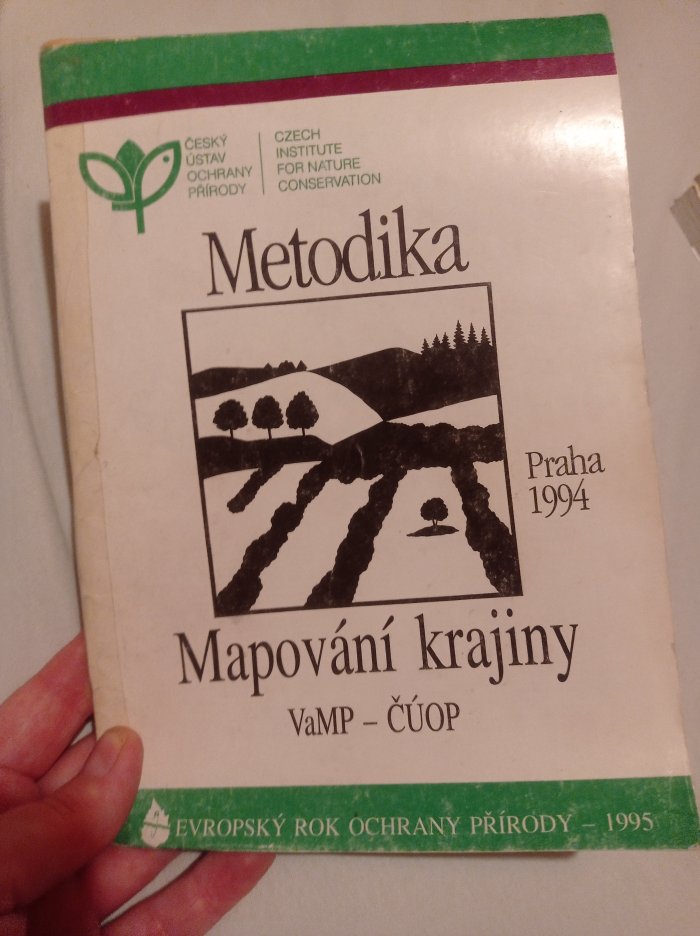 ČESKÝ
ÚSTAV
OCHRANY
PŘÍRODY
CZECH
INSTITUTE
FOR NATURE
CONSERVATION
Metodika
Praha
1994
Mapování krajiny
VaMP – ČÚOP
EVROPSKÝ ROK OCHRANY PŘÍRODY – 1995